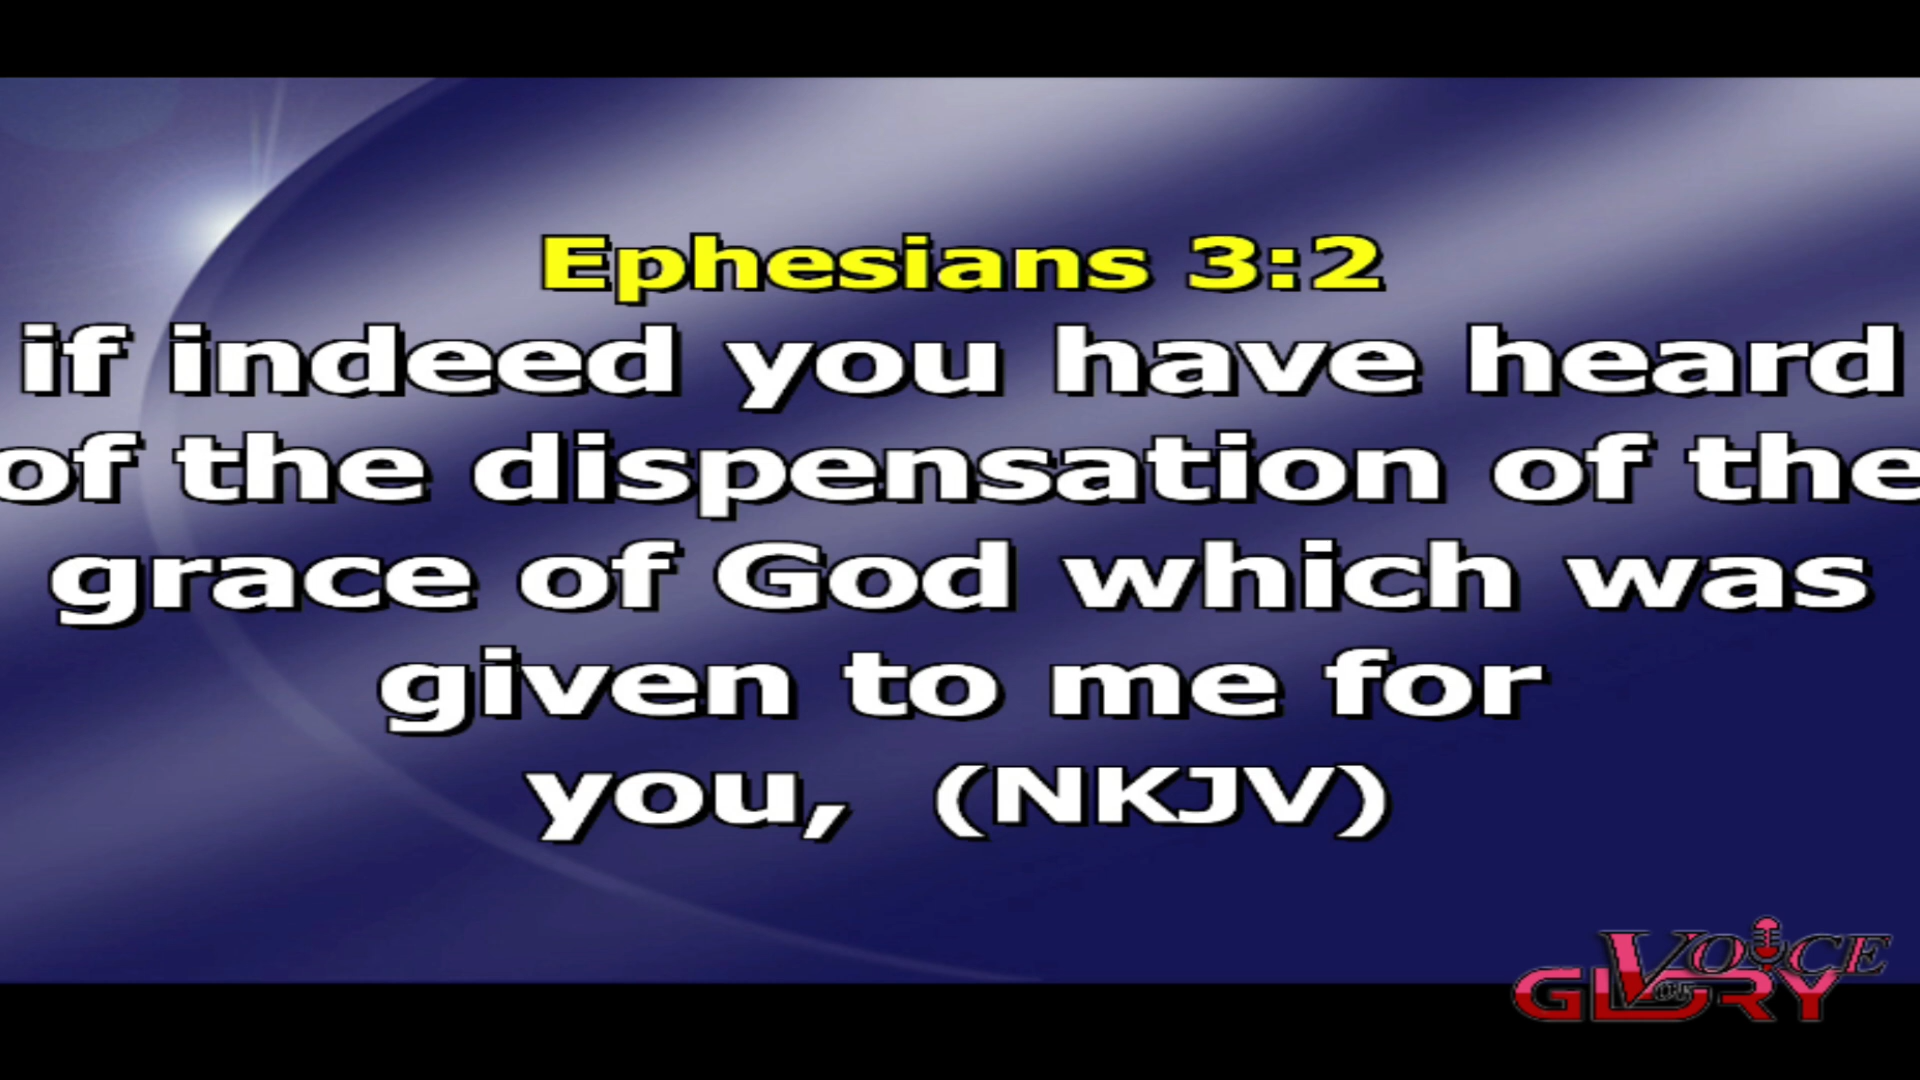 Ephesians 3:2
if indeed you have heard
of the dispensation of the
grace of God which was
given to me for
you, (NKJV)
VOICE
OF
GLORY